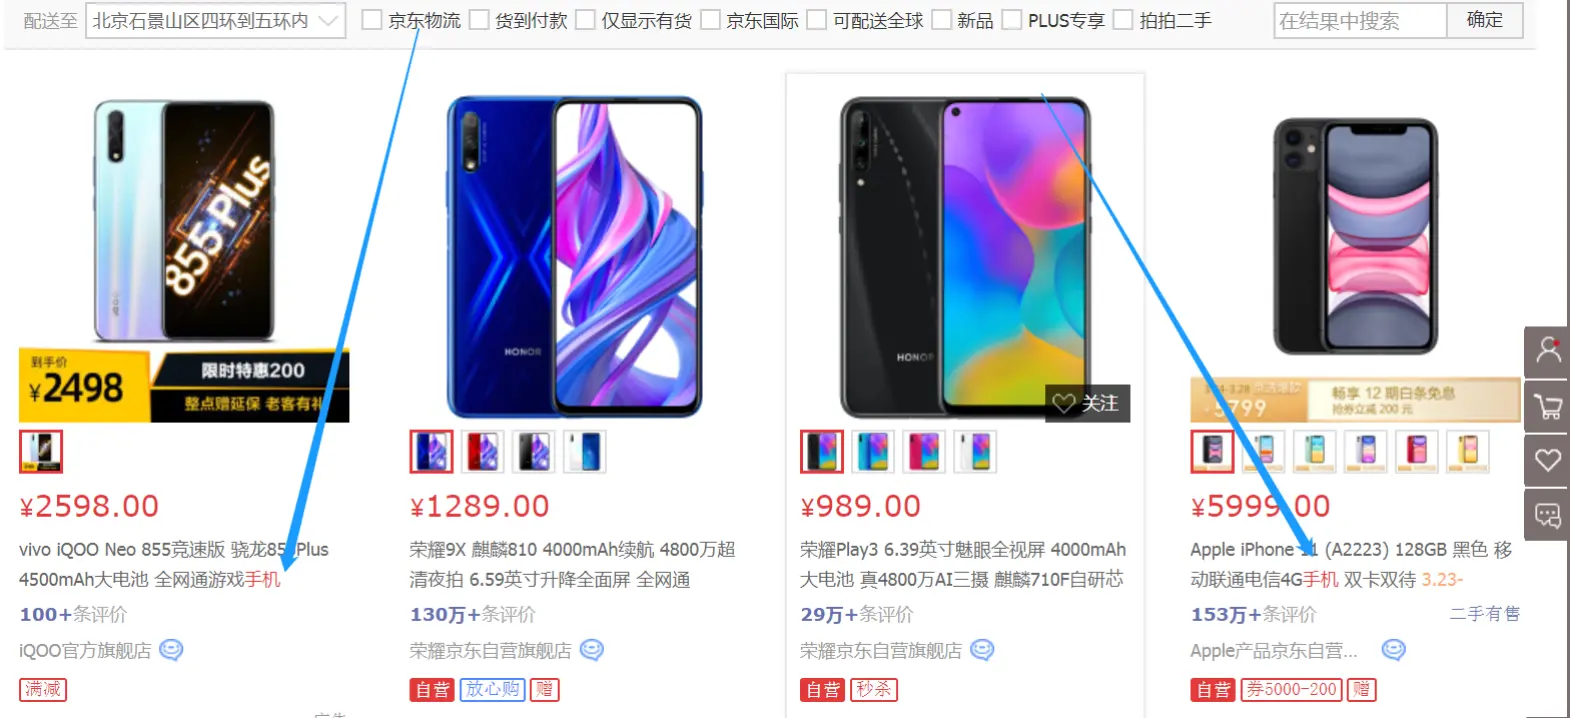 配送至 北京石景山区四环到五环内 京东物流 货到付款 仅显示有货 京东国际 可配送全球 新品 PLUS专享 拍拍二手 在结果中搜索 确定
855 Plus
HONOR
HONOR
到手价
¥2498
限时特惠200
整点赠延保 老客有礼
关注
5799
畅享 12 期白条免息
抢券立减 200 元
¥2598.00
vivo iQOO Neo 855竞速版 骁龙855Plus
4500mAh大电池 全网通游戏手机
100+条评价
iQOO官方旗舰店
满减
广告
¥1289.00
荣耀9X 麒麟810 4000mAh续航 4800万超
清夜拍 6.59英寸升降全面屏 全网通
130万+条评价
荣耀京东自营旗舰店
自营 放心购 赠
¥989.00
荣耀Play3 6.39英寸魅眼全视屏 4000mAh
大电池 真4800万AI三摄 麒麟710F自研芯
29万+条评价
荣耀京东自营旗舰店
自营 秒杀
¥5999.00
Apple iPhone 11 (A2223) 128GB 黑色 移
动联通电信4G手机 双卡双待 3.23-
153万+条评价 二手有售
Apple产品京东自营...
自营 券5000-200 赠